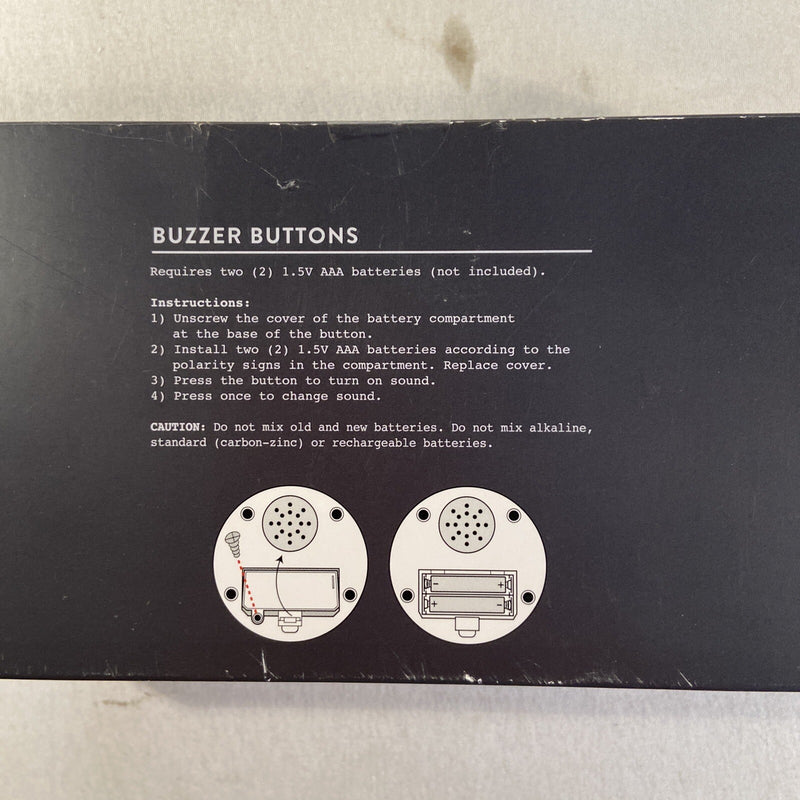 BUZZER BUTTONS
Requires two (2) 1.5V AAA batteries (not included).
Instructions:
1) Unscrew the cover of the battery compartment
at the base of the button.
2) Install two (2) 1.5V AAA batteries according to the
polarity signs in the compartment. Replace cover.
3) Press the button to turn on sound.
4) Press once to change sound.
CAUTION: Do not mix old and new batteries. Do not mix alkaline,
standard (carbon-zinc) or rechargeable batteries.
- +
+ -